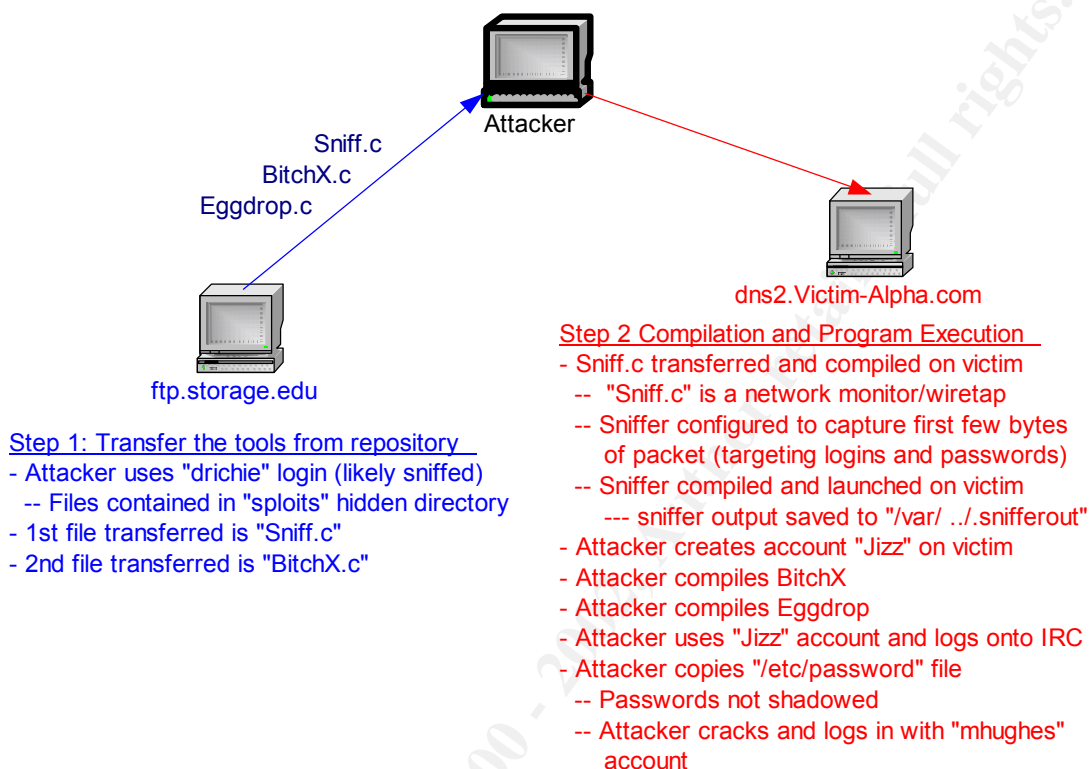 Attacker
Sniff.c
BitchX.c
Eggdrop.c
ftp.storage.edu
dns2.Victim-Alpha.com
Step 1: Transfer the tools from repository
- Attacker uses "drichie" login (likely sniffed)
-- Files contained in "sploits" hidden directory
- 1st file transferred is "Sniff.c"
- 2nd file transferred is "BitchX.c"
Step 2 Compilation and Program Execution
- Sniff.c transferred and compiled on victim
-- "Sniff.c" is a network monitor/wiretap
-- Sniffer configured to capture first few bytes
of packet (targeting logins and passwords)
-- Sniffer compiled and launched on victim
--- sniffer output saved to "/var/ ../.snifferout"
- Attacker creates account "Jizz" on victim
- Attacker compiles BitchX
- Attacker compiles Eggdrop
- Attacker uses "Jizz" account and logs onto IRC
- Attacker copies "/etc/password" file
-- Passwords not shadowed
-- Attacker cracks and logs in with "mhughes"
account
full rights.